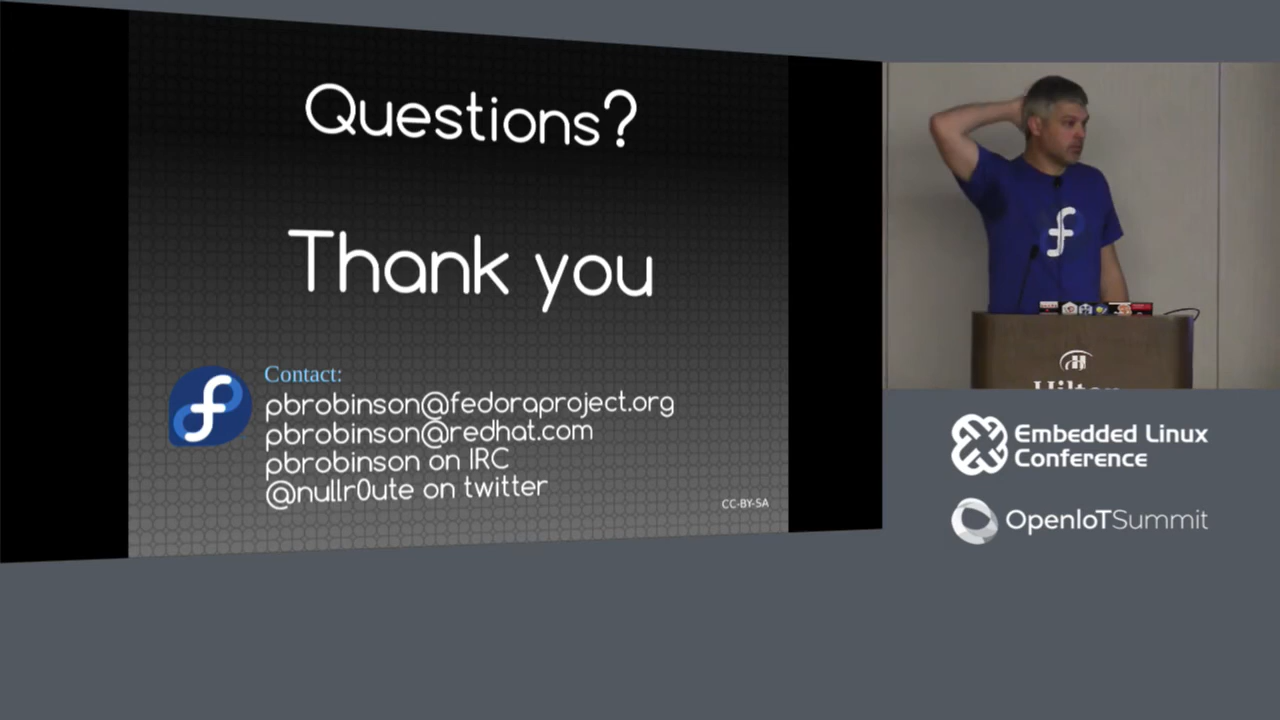 Questions?
Thank you
Contact:
pbrobinson@fedoraproject.org
pbrobinson@redhat.com
pbrobinson on IRC
@nullr0ute on twitter
CC-BY-SA
Hilton
Embedded Linux
Conference
OpenIoTSummit